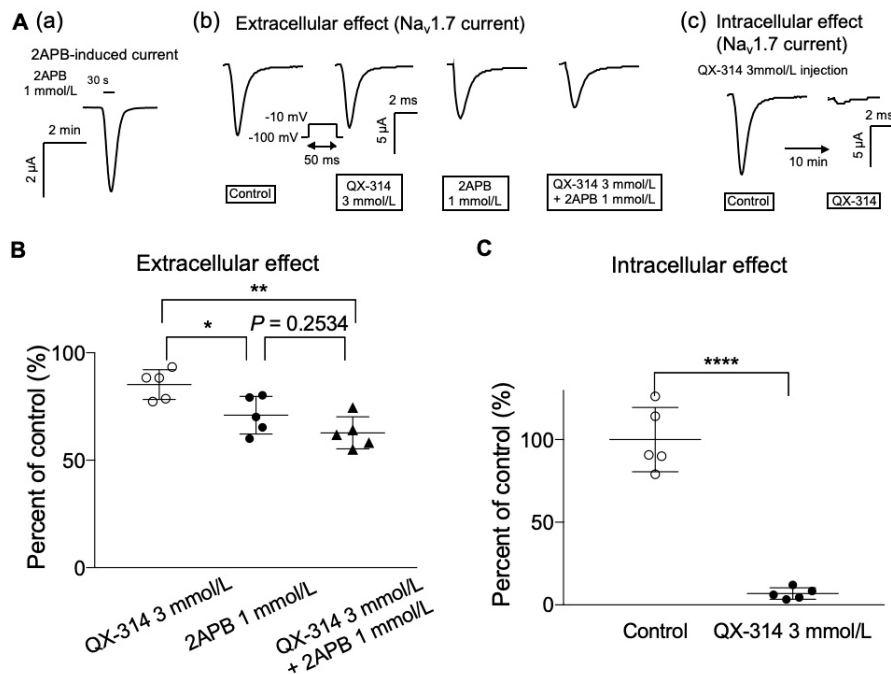 A (a)
2APB-induced current
2APB
1 mmol/L
30 s
2 min
2 µA
(b) Extracellular effect (Naᵥ1.7 current)
-10 mV
-100 mV
50 ms
2 ms
5 µA
Control
QX-314
3 mmol/L
2APB
1 mmol/L
QX-314 3 mmol/L
+ 2APB 1 mmol/L
(c) Intracellular effect
(Naᵥ1.7 current)
QX-314 3mmol/L injection
2 ms
5 µA
10 min
Control
QX-314
B
Extracellular effect
**
*
P = 0.2534
Percent of control (%)
100
50
0
QX-314 3 mmol/L
2APB 1 mmol/L
QX-314 3 mmol/L
+ 2APB 1 mmol/L
C
Intracellular effect
****
Percent of control (%)
100
50
0
Control
QX-314 3 mmol/L